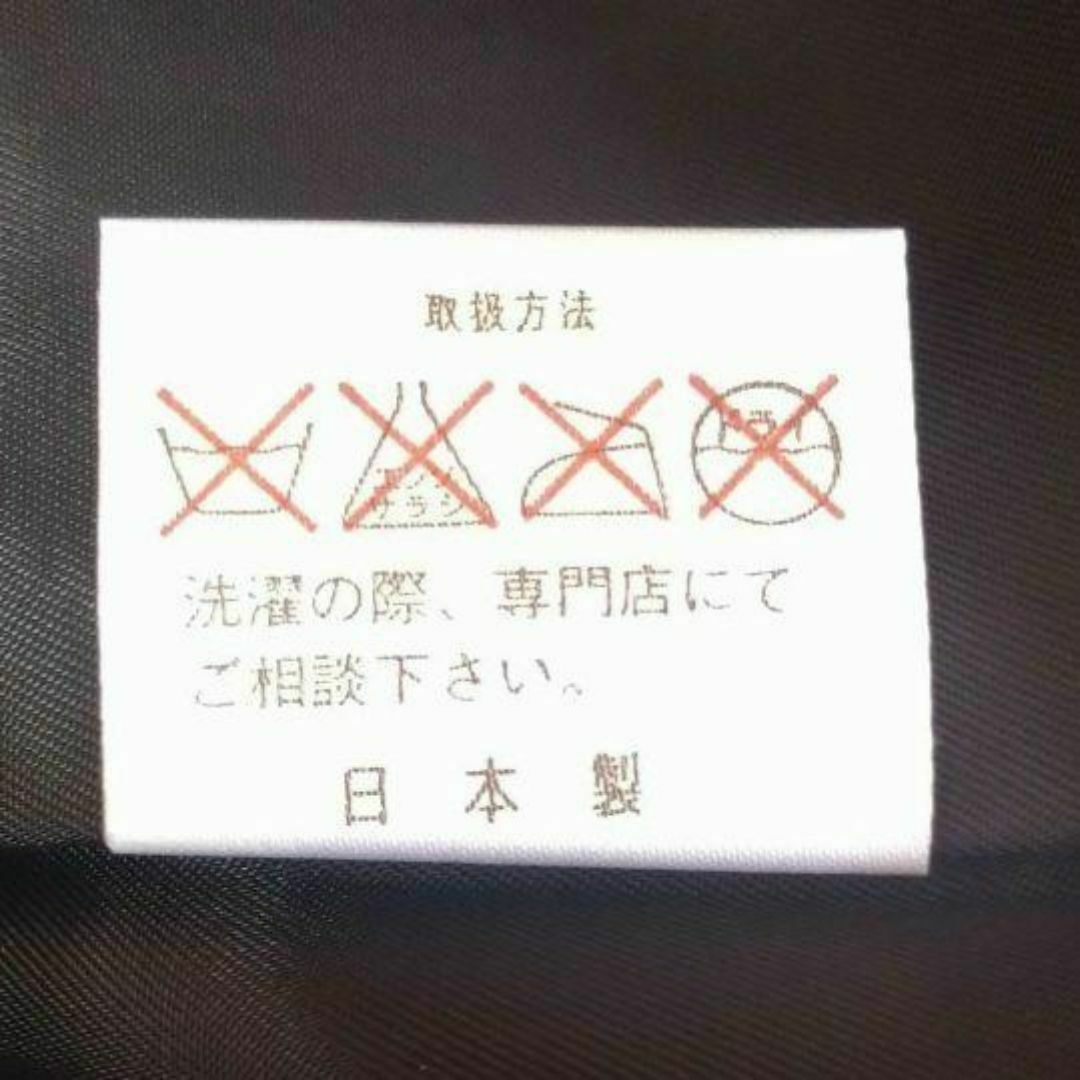 取扱方法
エンソ
サラシ
ドライ
洗濯の際、専門店にて
ご相談下さい。
日本製